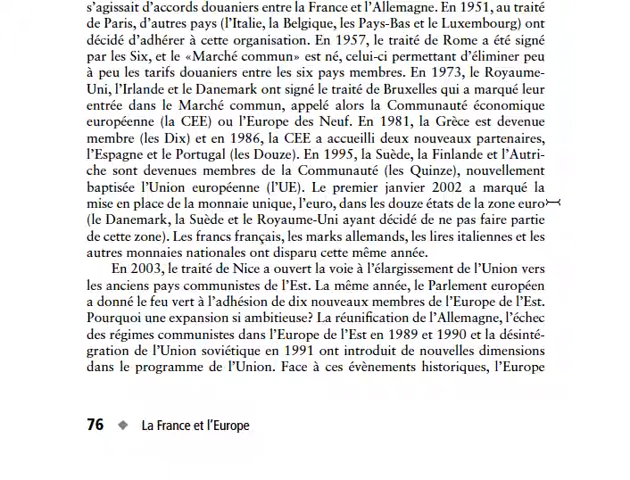 s'agissait d'accords douaniers entre la France et l'Allemagne. En 1951, au traité
de Paris, d'autres pays (l'Italie, la Belgique, les Pays-Bas et le Luxembourg) ont
décidé d'adhérer à cette organisation. En 1957, le traité de Rome a été signé
par les Six, et le «Marché commun» est né, celui-ci permettant d'éliminer peu
à peu les tarifs douaniers entre les six pays membres. En 1973, le Royaume-
Uni, l'Irlande et le Danemark ont signé le traité de Bruxelles qui a marqué leur
entrée dans le Marché commun, appelé alors la Communauté économique
européenne (la CEE) ou l'Europe des Neuf. En 1981, la Grèce est devenue
membre (les Dix) et en 1986, la CEE a accueilli deux nouveaux partenaires,
l'Espagne et le Portugal (les Douze). En 1995, la Suède, la Finlande et l'Autri-
che sont devenues membres de la Communauté (les Quinze), nouvellement
baptisée l'Union européenne (l'UE). Le premier janvier 2002 a marqué la
mise en place de la monnaie unique, l'euro, dans les douze états de la zone euro
(le Danemark, la Suède et le Royaume-Uni ayant décidé de ne pas faire partie
de cette zone). Les francs français, les marks allemands, les lires italiennes et les
autres monnaies nationales ont disparu cette même année.
En 2003, le traité de Nice a ouvert la voie à l'élargissement de l'Union vers
les anciens pays communistes de l'Est. La même année, le Parlement européen
a donné le feu vert à l'adhésion de dix nouveaux membres de l'Europe de l'Est.
Pourquoi une expansion si ambitieuse? La réunification de l'Allemagne, l'échec
des régimes communistes dans l'Europe de l'Est en 1989 et 1990 et la désinté-
gration de l'Union soviétique en 1991 ont introduit de nouvelles dimensions
dans le programme de l'Union. Face à ces évènements historiques, l'Europe
76 ❖ La France et l'Europe